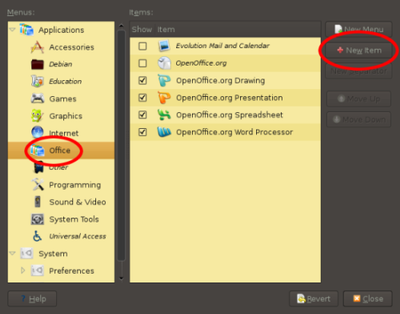 Menus:
Items:
Applications
Accessories
Debian
Education
Games
Graphics
Internet
Office
Other
Programming
Sound & Video
System Tools
Universal Access
System
Preferences
Show Item
Evolution Mail and Calendar
OpenOffice.org
OpenOffice.org Drawing
OpenOffice.org Presentation
OpenOffice.org Spreadsheet
OpenOffice.org Word Processor
New Menu
New Item
Move Up
Move Down
Help
Revert
Close